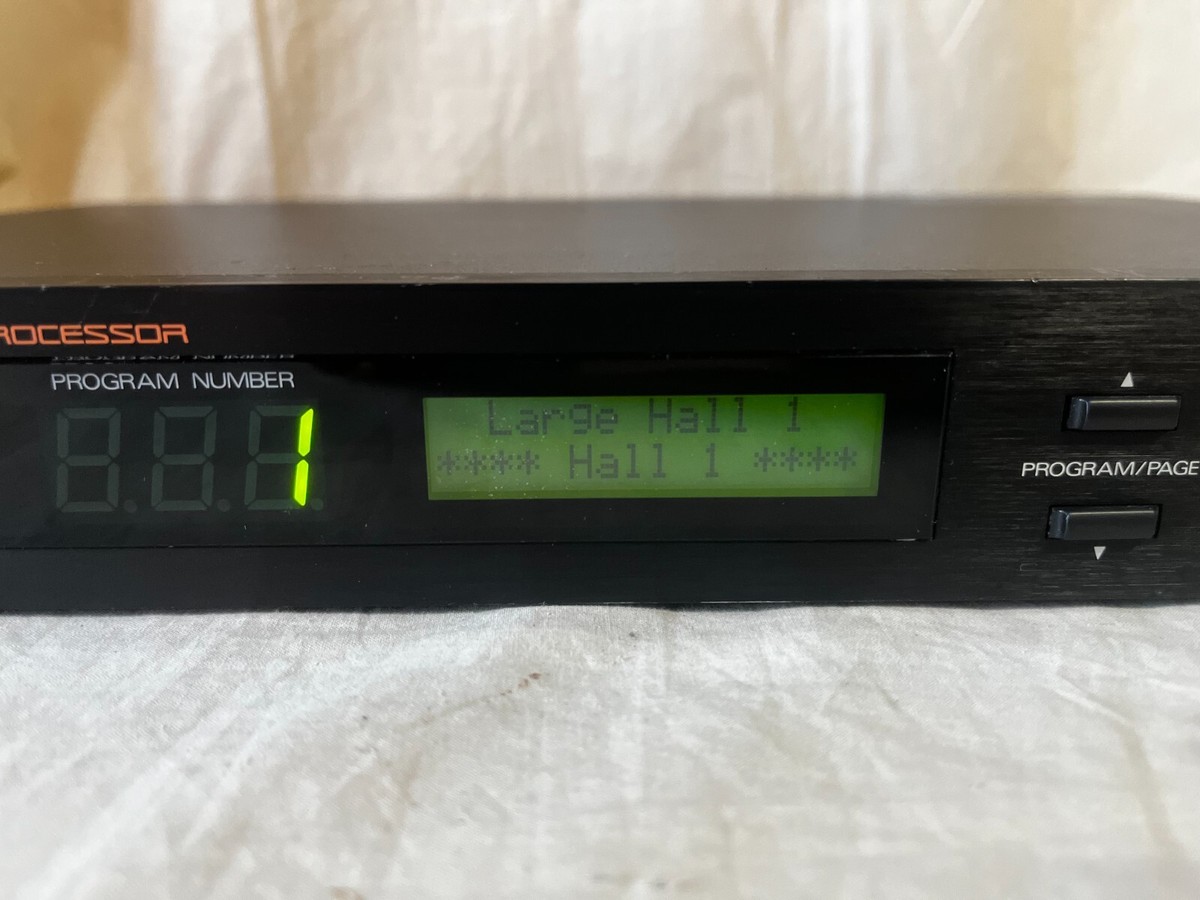 ROCESSOR
PROGRAM NUMBER
1
Large Hall 1
**** Hall 1 ****
▲
PROGRAM/PAGE
▼